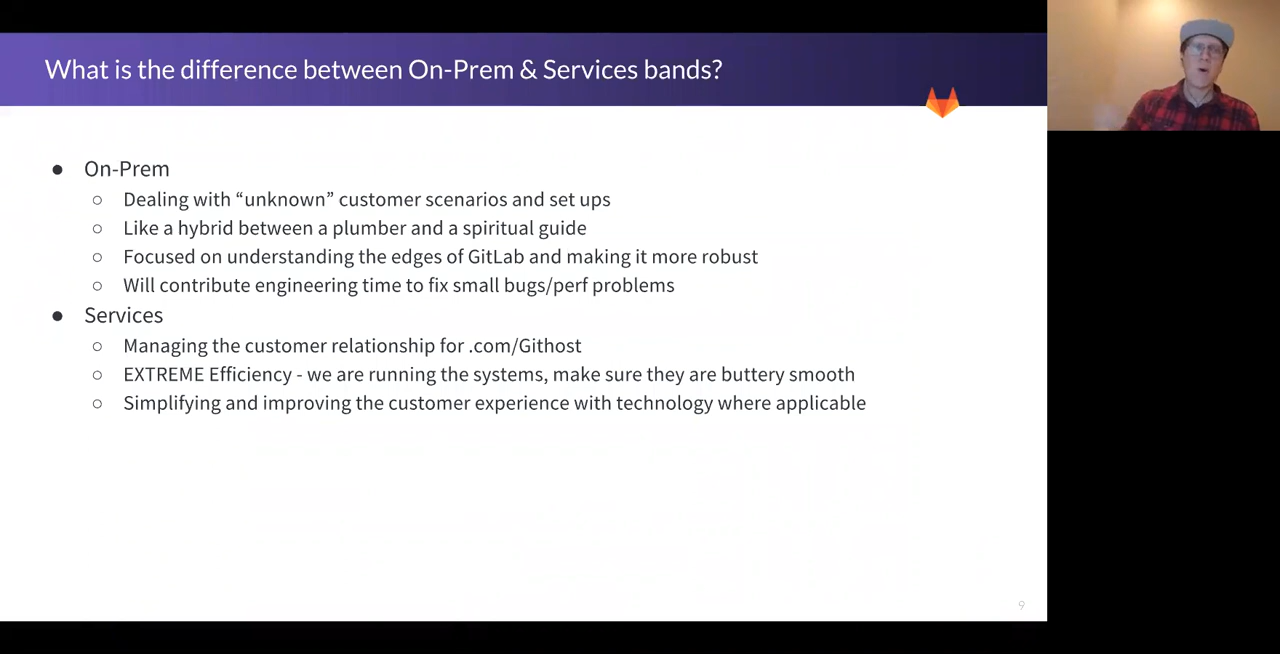 What is the difference between On-Prem & Services bands?
● On-Prem
○ Dealing with “unknown” customer scenarios and set ups
○ Like a hybrid between a plumber and a spiritual guide
○ Focused on understanding the edges of GitLab and making it more robust
○ Will contribute engineering time to fix small bugs/perf problems
● Services
○ Managing the customer relationship for .com/Githost
○ EXTREME Efficiency - we are running the systems, make sure they are buttery smooth
○ Simplifying and improving the customer experience with technology where applicable
9